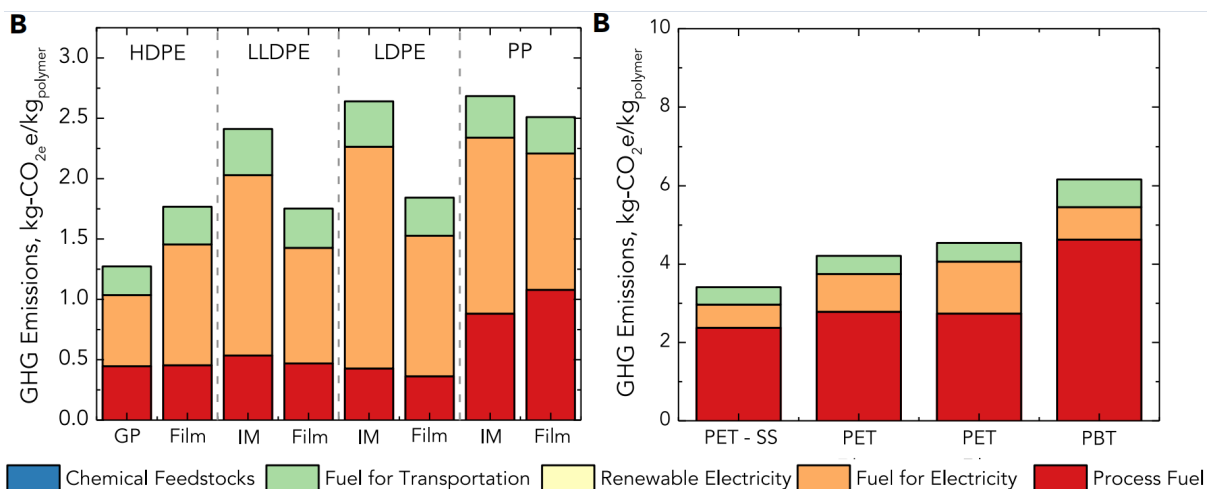 B
HDPE LLDPE LDPE PP
GHG Emissions, kg-CO2e e/kgpolymer
3.0
2.5
2.0
1.5
1.0
0.5
0.0
GP Film IM Film IM Film IM Film
B
GHG Emissions, kg-CO2e/kgpolymer
10
8
6
4
2
0
PET - SS PET PET PBT
Chemical Feedstocks Fuel for Transportation Renewable Electricity Fuel for Electricity Process Fuel